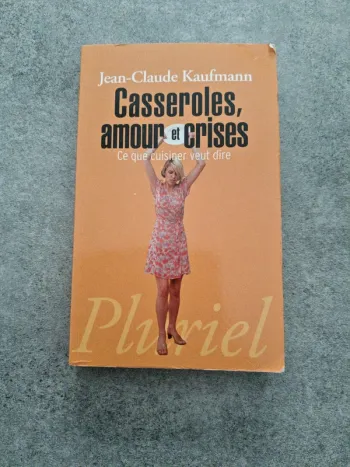 Jean-Claude Kaufmann
Casseroles,
amour et crises
Ce que cuisiner veut dire
Pluriel